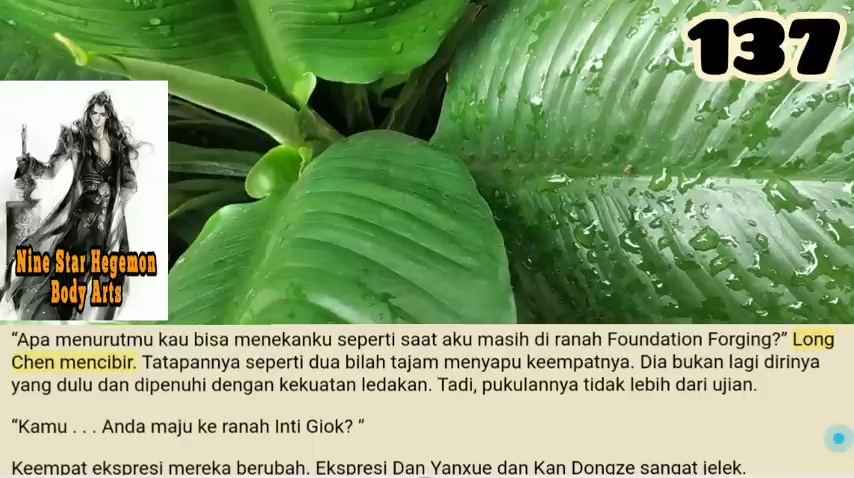 137
Nine Star Hegemon
Body Arts
“Apa menurutmu kau bisa menekanku seperti saat aku masih di ranah Foundation Forging?” Long
Chen mencibir. Tatapannya seperti dua bilah tajam menyapu keempatnya. Dia bukan lagi dirinya
yang dulu dan dipenuhi dengan kekuatan ledakan. Tadi, pukulannya tidak lebih dari ujian.
“Kamu . . . Anda maju ke ranah Inti Giok? ”
Keempat ekspresi mereka berubah. Ekspresi Dan Yanxue dan Kan Dongze sangat jelek.